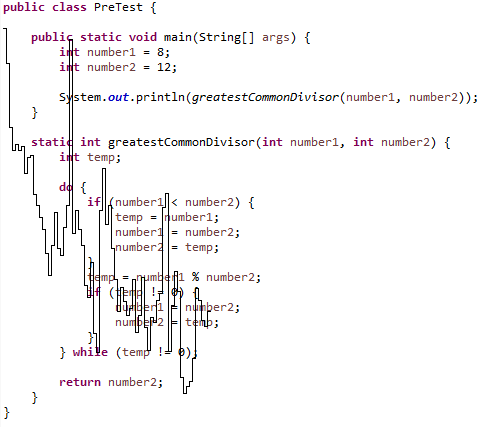 public class PreTest {
public static void main(String[] args) {
int number1 = 8;
int number2 = 12;
System.out.println(greatestCommonDivisor(number1, number2));
}
static int greatestCommonDivisor(int number1, int number2) {
int temp;
do {
if (number1 < number2) {
temp = number1;
number1 = number2;
number2 = temp;
}
temp = number1 % number2;
if (temp != 0) {
number1 = number2;
number2 = temp;
}
} while (temp != 0);
return number2;
}
}